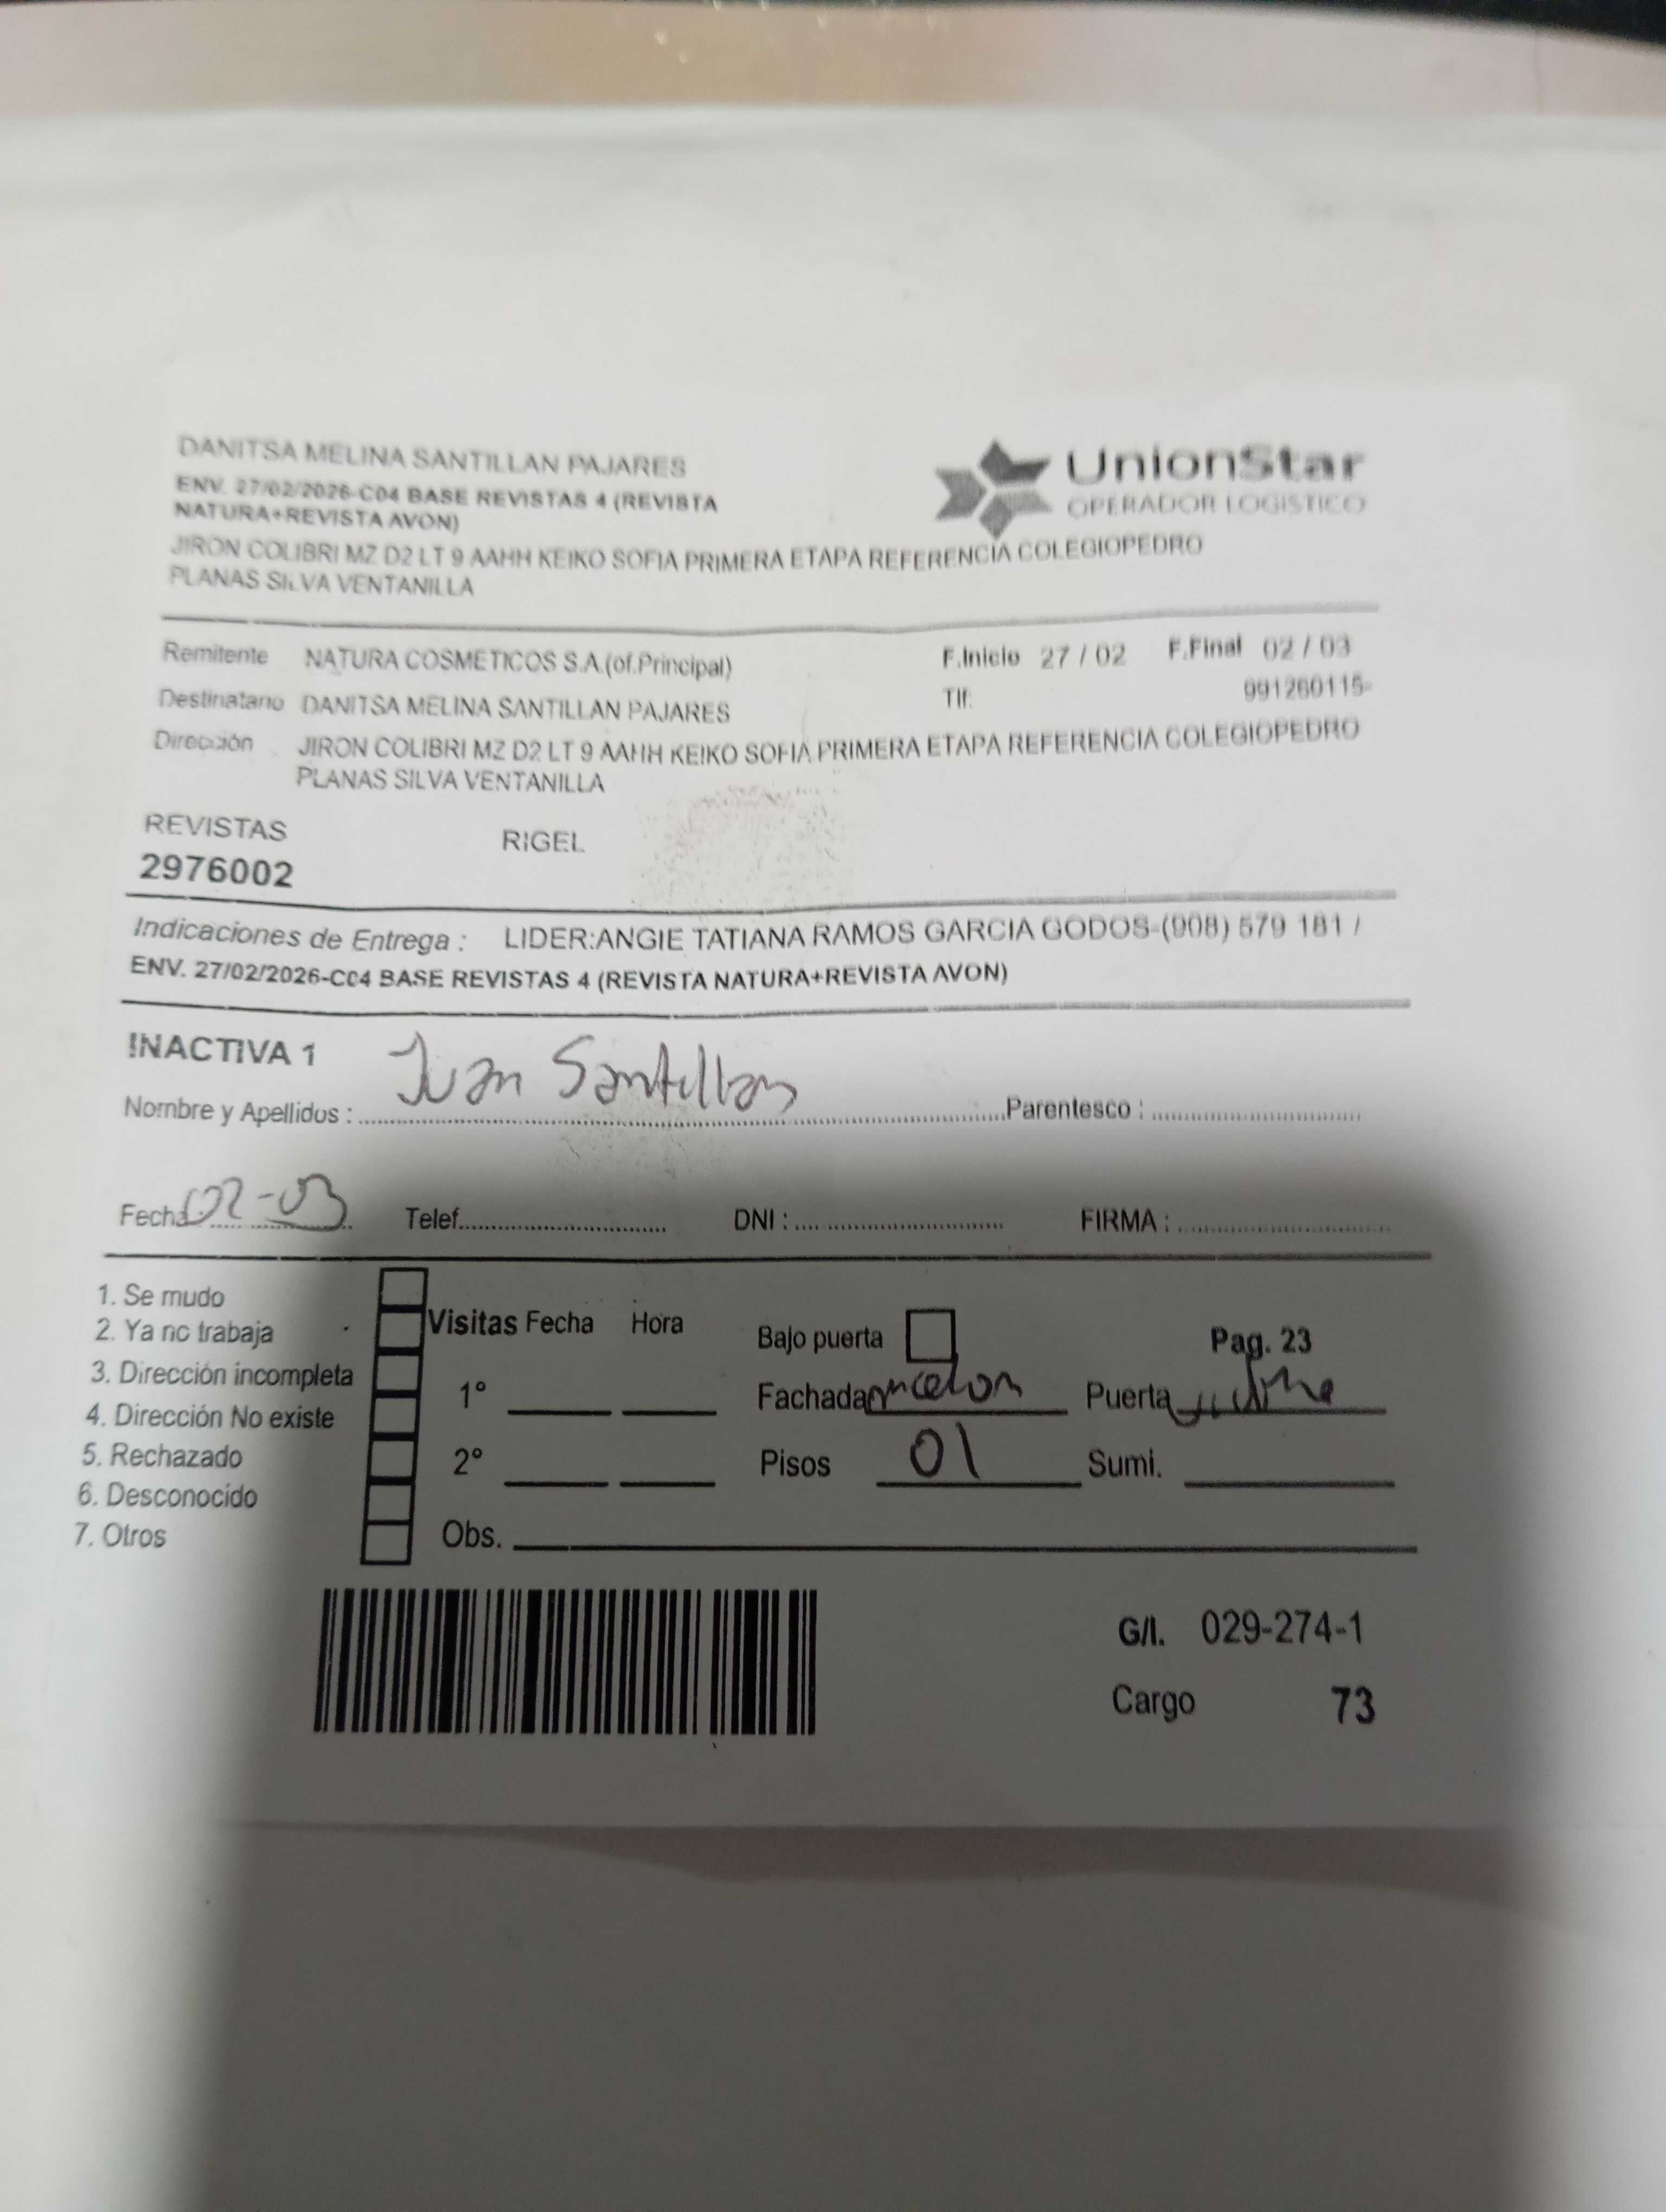 DANITSA MELINA SANTILLAN PAJARES
ENV. 27/02/2026-C04 BASE REVISTAS 4 (REVISTA
NATURA+REVISTA AVON)
JIRON COLIBRI MZ D2 LT 9 AAHH KEIKO SOFIA PRIMERA ETAPA REFERENCIA COLEGIOPEDRO
PLANAS SILVA VENTANILLA
UnionStar
OPERADOR LOGISTICO
Remitente NATURA COSMETICOS S.A.(of.Principal) F.Inicio 27 / 02 F.Final 02 / 03
Destinatario DANITSA MELINA SANTILLAN PAJARES Tlf: 991260115-
Dirección JIRON COLIBRI MZ D2 LT 9 AAHH KEIKO SOFIA PRIMERA ETAPA REFERENCIA COLEGIOPEDRO
PLANAS SILVA VENTANILLA
REVISTAS RIGEL
2976002
Indicaciones de Entrega : LIDER:ANGIE TATIANA RAMOS GARCIA GODOS-(908) 579 181 /
ENV. 27/02/2026-C04 BASE REVISTAS 4 (REVISTA NATURA+REVISTA AVON)
INACTIVA 1
Nombre y Apellidos : Juan Santillan Parentesco :
Fecha 02-03 Telef. DNI : FIRMA :
1. Se mudo
2. Ya no trabaja
3. Dirección incompleta
4. Dirección No existe
5. Rechazado
6. Desconocido
7. Otros
Visitas Fecha Hora
1°
2°
Obs.
Bajo puerta Pag. 23
Fachada Puerta
Pisos 01 Sumi.
G/I. 029-274-1
Cargo 73